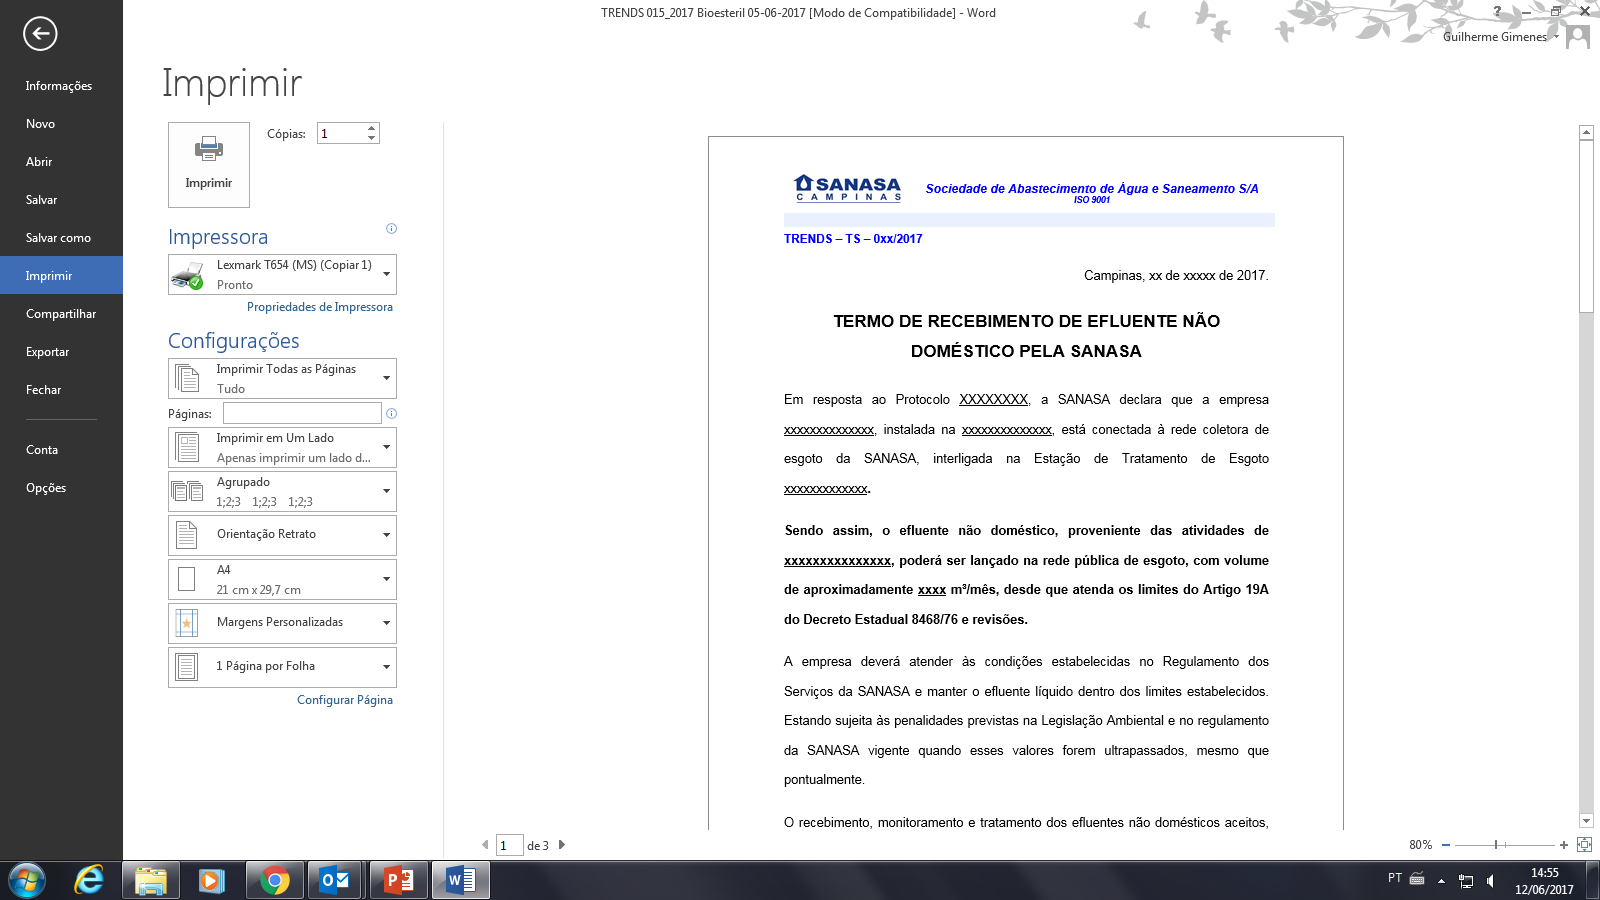 TRENDS 015_2017 Bioesteril 05-06-2017 [Modo de Compatibilidade] - Word
?
Guilherme Gimenes
Informações
Novo
Abrir
Salvar
Salvar como
Imprimir
Compartilhar
Exportar
Fechar
Conta
Opções
Imprimir
Imprimir
Cópias: 1
Impressora
Lexmark T654 (MS) (Copiar 1)
Pronto
Propriedades de Impressora
Configurações
Imprimir Todas as Páginas
Tudo
Páginas:
Imprimir em Um Lado
Apenas imprimir um lado d...
Agrupado
1;2;3 1;2;3 1;2;3
Orientação Retrato
A4
21 cm x 29,7 cm
Margens Personalizadas
1 Página por Folha
Configurar Página
SANASA
CAMPINAS
Sociedade de Abastecimento de Água e Saneamento S/A
ISO 9001
TRENDS – TS – 0xx/2017
Campinas, xx de xxxxx de 2017.
TERMO DE RECEBIMENTO DE EFLUENTE NÃO
DOMÉSTICO PELA SANASA
Em resposta ao Protocolo XXXXXXXX, a SANASA declara que a empresa
xxxxxxxxxxxxxx, instalada na xxxxxxxxxxxxxx, está conectada à rede coletora de
esgoto da SANASA, interligada na Estação de Tratamento de Esgoto
xxxxxxxxxxxxx.
Sendo assim, o efluente não doméstico, proveniente das atividades de
xxxxxxxxxxxxxxx, poderá ser lançado na rede pública de esgoto, com volume
de aproximadamente xxxx m³/mês, desde que atenda os limites do Artigo 19A
do Decreto Estadual 8468/76 e revisões.
A empresa deverá atender às condições estabelecidas no Regulamento dos
Serviços da SANASA e manter o efluente líquido dentro dos limites estabelecidos.
Estando sujeita às penalidades previstas na Legislação Ambiental e no regulamento
da SANASA vigente quando esses valores forem ultrapassados, mesmo que
pontualmente.
O recebimento, monitoramento e tratamento dos efluentes não domésticos aceitos,
1 de 3
80%
PT
14:55
12/06/2017